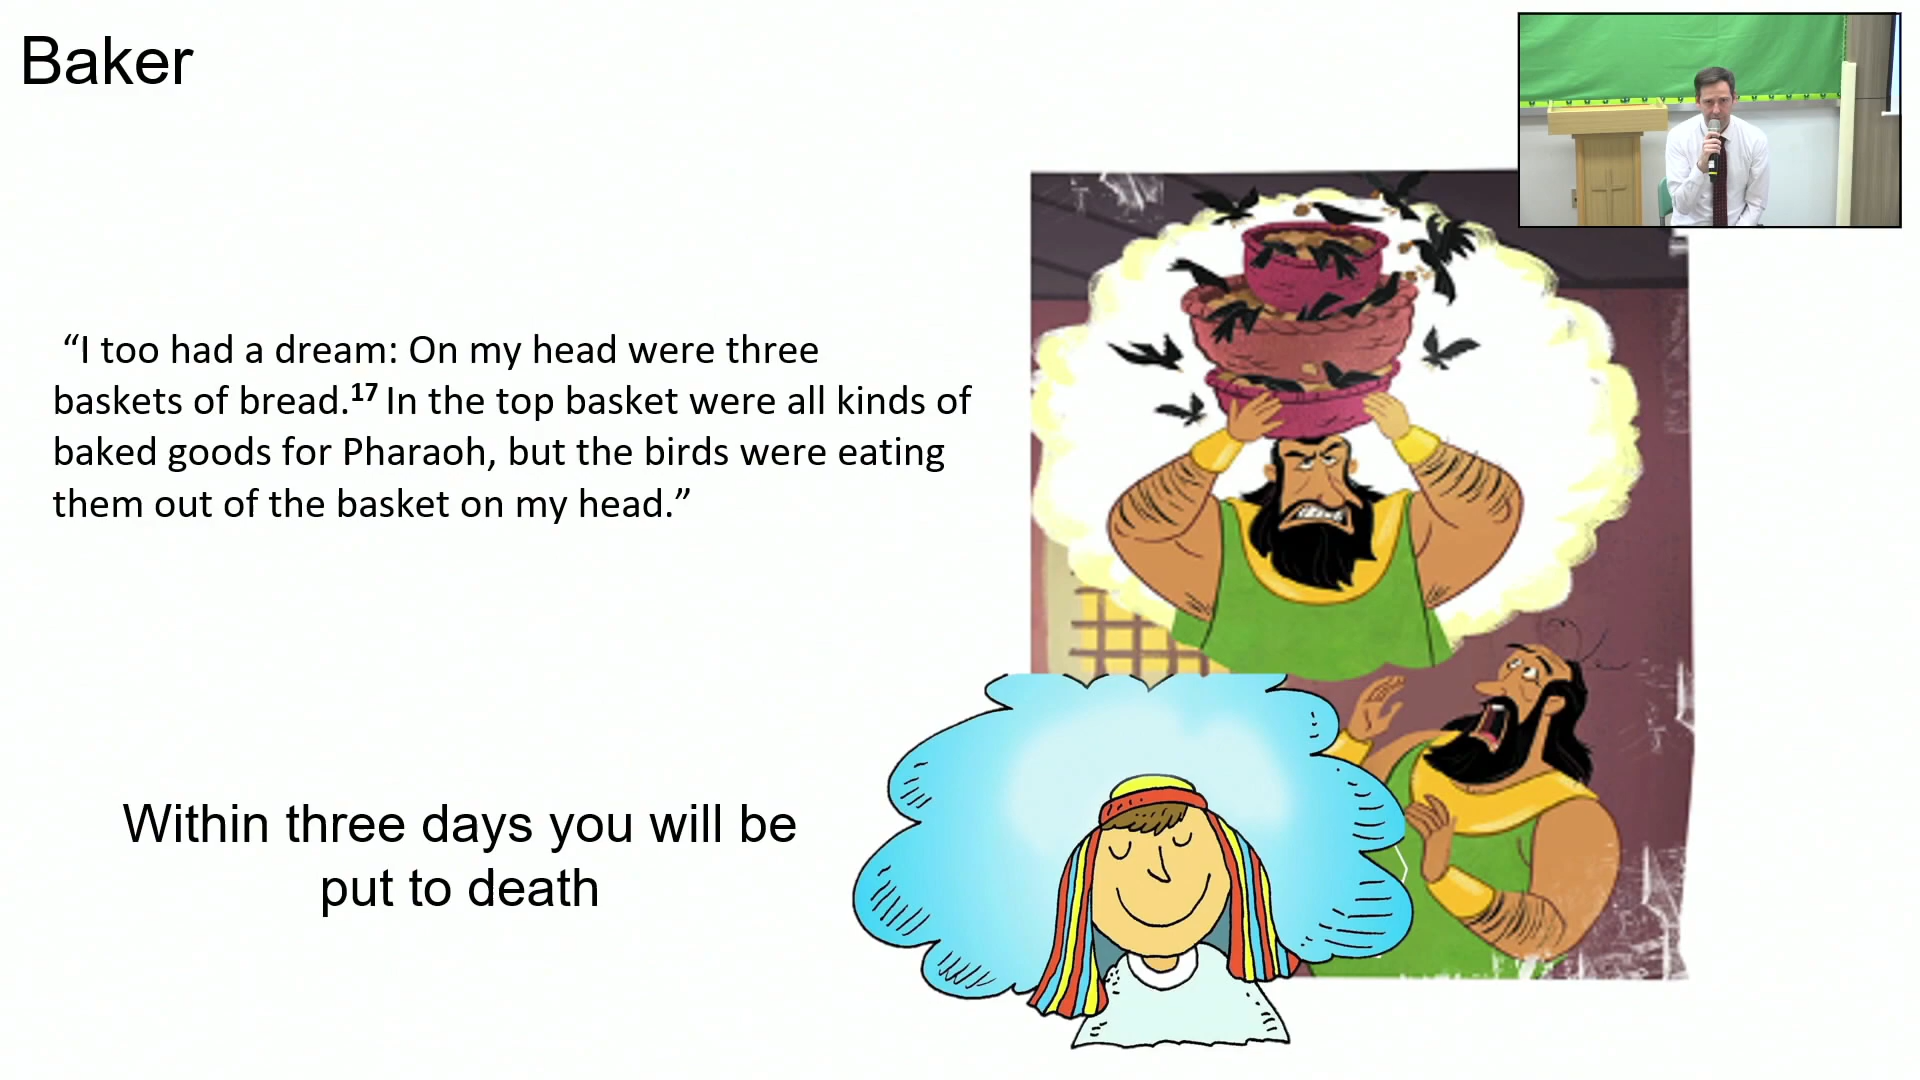 Baker
“I too had a dream: On my head were three
baskets of bread.17 In the top basket were all kinds of
baked goods for Pharaoh, but the birds were eating
them out of the basket on my head.”
Within three days you will be
put to death